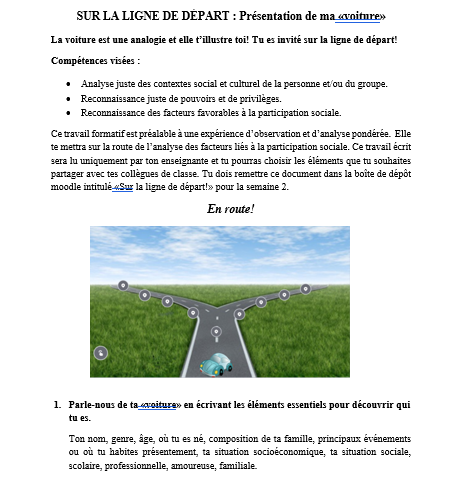 SUR LA LIGNE DE DÉPART : Présentation de ma «voiture»
La voiture est une analogie et elle t’illustre toi! Tu es invité sur la ligne de départ!
Compétences visées :
• Analyse juste des contextes social et culturel de la personne et/ou du groupe.
• Reconnaissance juste de pouvoirs et de privilèges.
• Reconnaissance des facteurs favorables à la participation sociale.
Ce travail formatif est préalable à une expérience d’observation et d’analyse pondérée. Elle
te mettra sur la route de l’analyse des facteurs liés à la participation sociale. Ce travail écrit
sera lu uniquement par ton enseignante et tu pourras choisir les éléments que tu souhaites
partager avec tes collègues de classe. Tu dois remettre ce document dans la boîte de dépôt
moodle intitulé «Sur la ligne de départ!» pour la semaine 2.
En route!
1. Parle-nous de ta «voiture» en écrivant les éléments essentiels pour découvrir qui
tu es.
Ton nom, genre, âge, où tu es né, composition de ta famille, principaux événements
ou où tu habites présentement, ta situation socioéconomique, ta situation sociale,
scolaire, professionnelle, amoureuse, familiale.